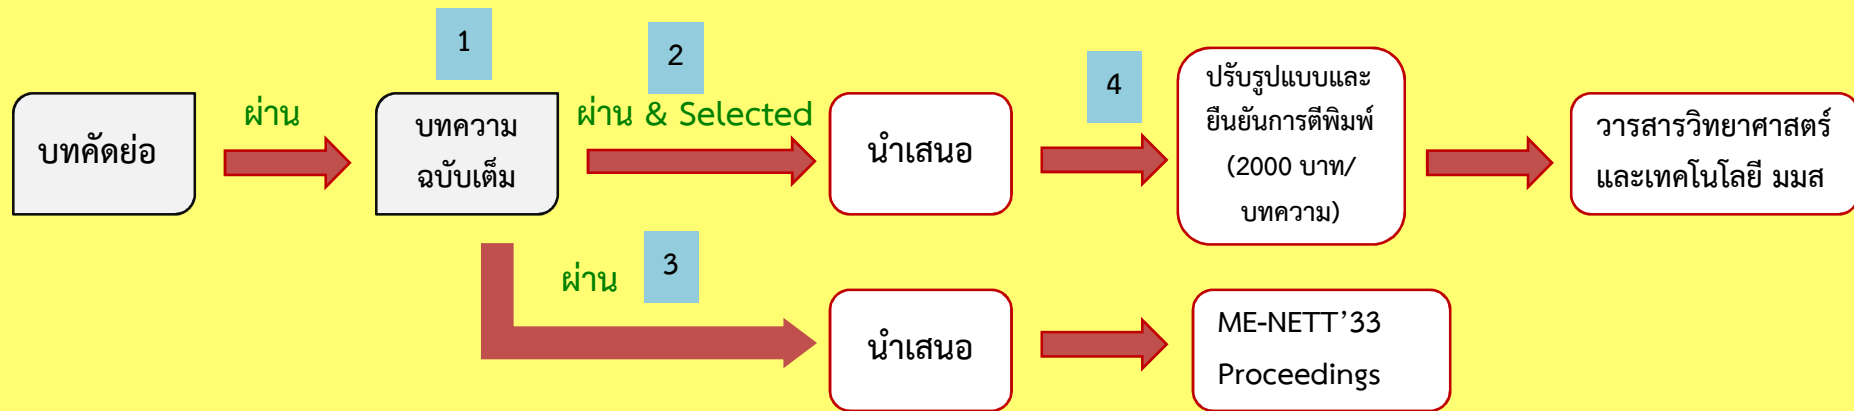 1
2
4
บทคัดย่อ
ผ่าน
บทความ
ฉบับเต็ม
ผ่าน & Selected
นำเสนอ
ปรับรูปแบบและ
ยืนยันการตีพิมพ์
(2000 บาท/
บทความ)
วารสารวิทยาศาสตร์
และเทคโนโลยี มมส
ผ่าน
3
นำเสนอ
ME-NETT’33
Proceedings